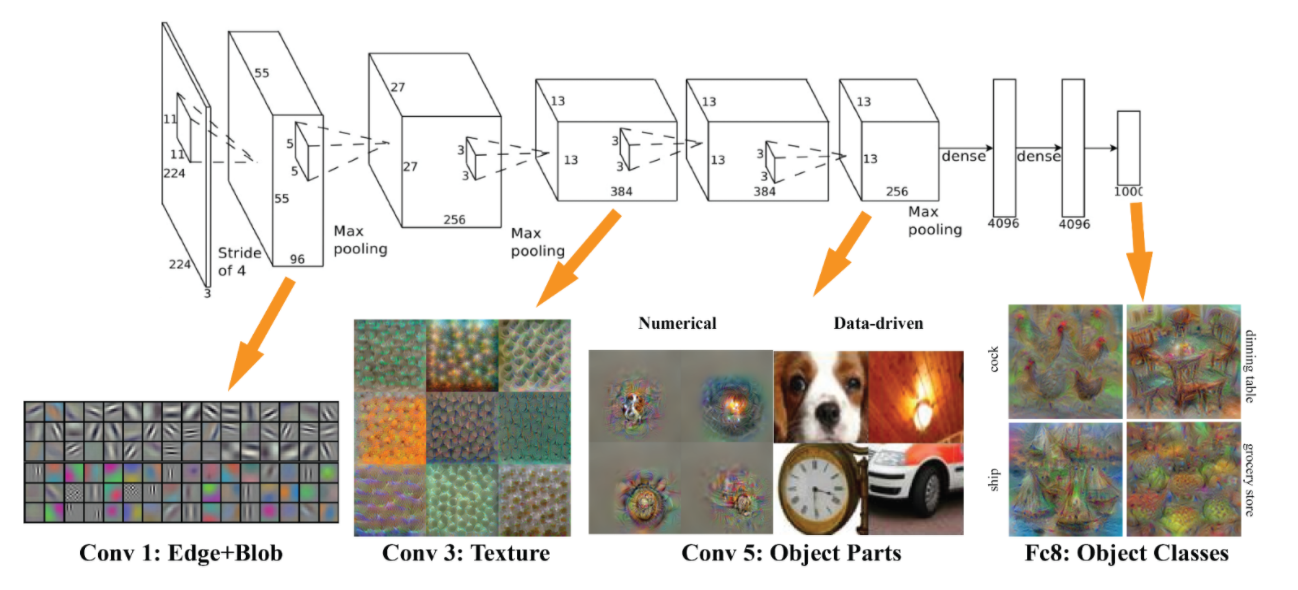 11
11
224
224
3
Stride
of 4
55
55
96
5
5
Max
pooling
27
27
256
3
3
Max
pooling
13
13
384
3
3
13
13
384
3
3
13
13
256
Max
pooling
dense
4096
dense
4096
1000
Numerical
Data-driven
cock
dinning table
ship
grocery store
Conv 1: Edge+Blob
Conv 3: Texture
Conv 5: Object Parts
Fc8: Object Classes